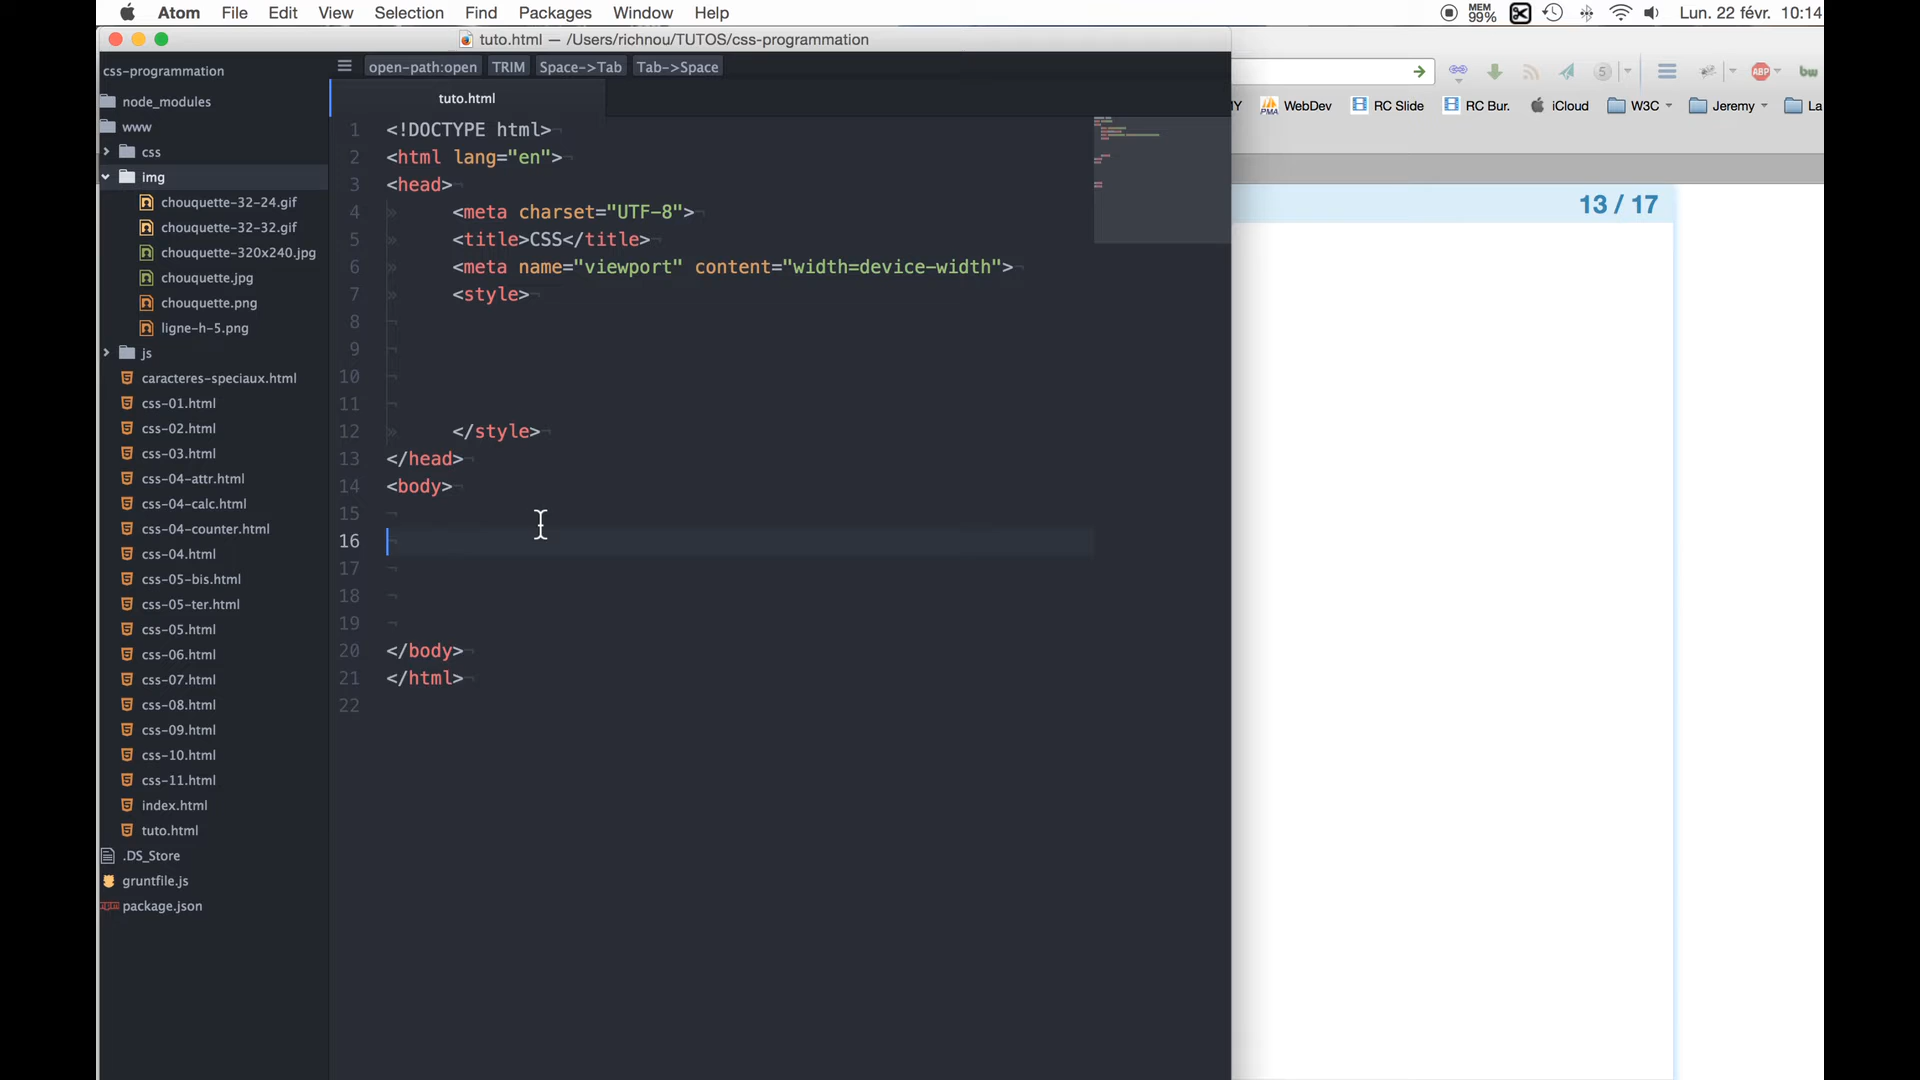 Atom File Edit View Selection Find Packages Window Help MEM 99% Lun. 22 févr. 10:14
tuto.html — /Users/richnou/TUTOS/css-programmation
css-programmation
node_modules
www
css
img
chouquette-32-24.gif
chouquette-32-32.gif
chouquette-320x240.jpg
chouquette.jpg
chouquette.png
ligne-h-5.png
js
caracteres-speciaux.html
css-01.html
css-02.html
css-03.html
css-04-attr.html
css-04-calc.html
css-04-counter.html
css-04.html
css-05-bis.html
css-05-ter.html
css-05.html
css-06.html
css-07.html
css-08.html
css-09.html
css-10.html
css-11.html
index.html
tuto.html
.DS_Store
gruntfile.js
package.json
open-path:open TRIM Space->Tab Tab->Space
tuto.html
1 <!DOCTYPE html>
2 <html lang="en">
3 <head>
4 <meta charset="UTF-8">
5 <title>CSS</title>
6 <meta name="viewport" content="width=device-width">
7 <style>
8
9
10
11
12 </style>
13 </head>
14 <body>
15
16
17
18
19
20 </body>
21 </html>
22
5 ABP bw
WebDev RC Slide RC Bur. iCloud W3C Jeremy La
13 / 17